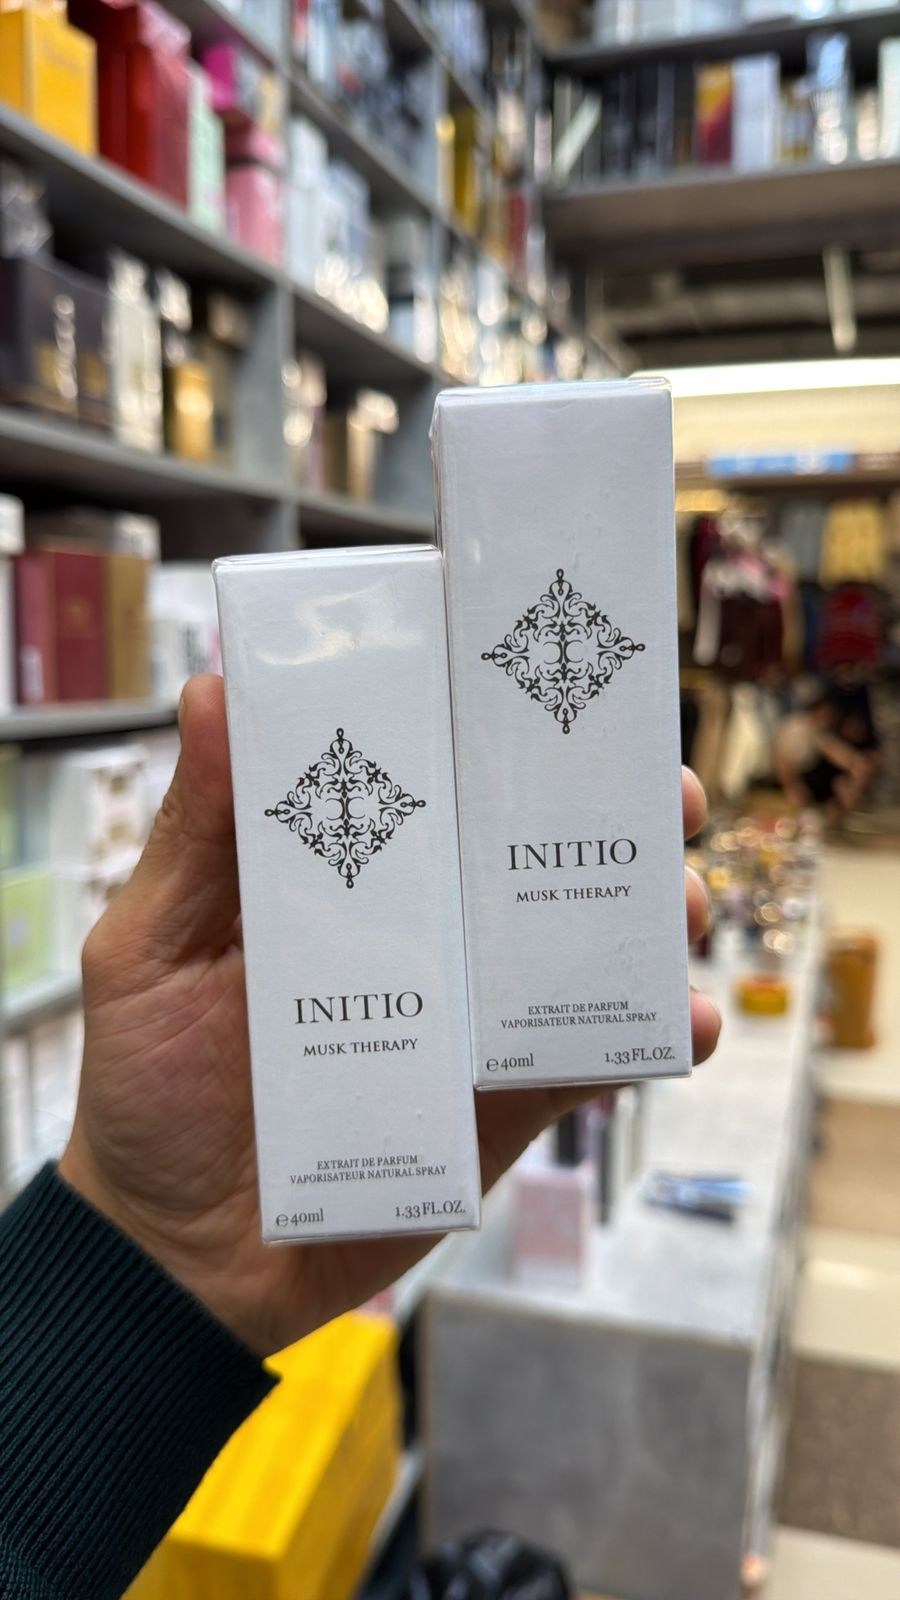 INITIO
MUSK THERAPY
EXTRAIT DE PARFUM
VAPORISATEUR NATURAL SPRAY
℮40ml 1.33FL.OZ.
INITIO
MUSK THERAPY
EXTRAIT DE PARFUM
VAPORISATEUR NATURAL SPRAY
℮40ml 1.33FL.OZ.